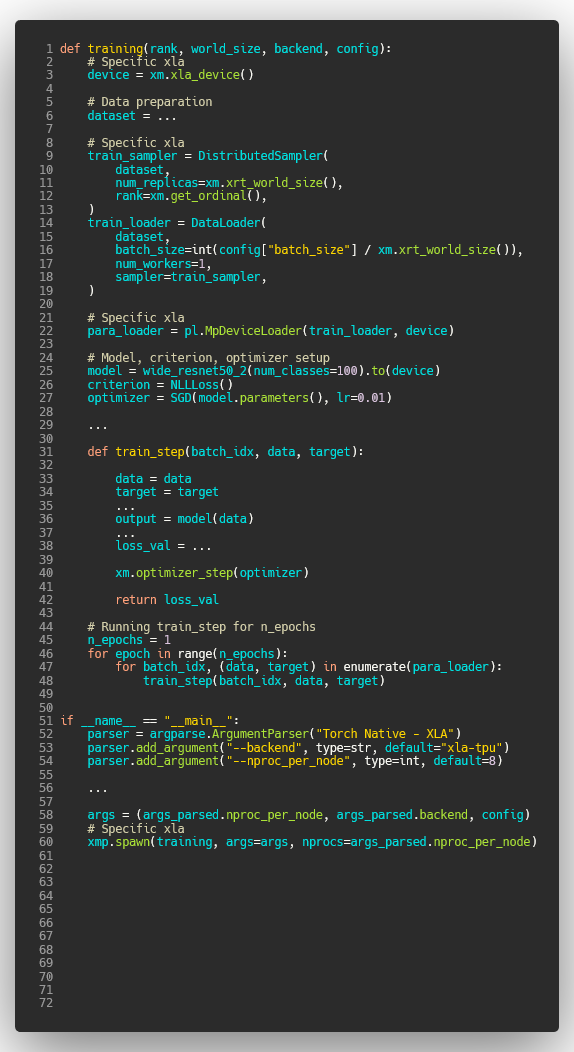 1 def training(rank, world_size, backend, config):
2     # Specific xla
3     device = xm.xla_device()
4
5     # Data preparation
6     dataset = ...
7
8     # Specific xla
9     train_sampler = DistributedSampler(
10         dataset,
11         num_replicas=xm.xrt_world_size(),
12         rank=xm.get_ordinal(),
13     )
14     train_loader = DataLoader(
15         dataset,
16         batch_size=int(config["batch_size"] / xm.xrt_world_size()),
17         num_workers=1,
18         sampler=train_sampler,
19     )
20
21     # Specific xla
22     para_loader = pl.MpDeviceLoader(train_loader, device)
23
24     # Model, criterion, optimizer setup
25     model = wide_resnet50_2(num_classes=100).to(device)
26     criterion = NLLLoss()
27     optimizer = SGD(model.parameters(), lr=0.01)
28
29     ...
30
31     def train_step(batch_idx, data, target):
32
33         data = data
34         target = target
35         ...
36         output = model(data)
37         ...
38         loss_val = ...
39
40         xm.optimizer_step(optimizer)
41
42         return loss_val
43
44     # Running train_step for n_epochs
45     n_epochs = 1
46     for epoch in range(n_epochs):
47         for batch_idx, (data, target) in enumerate(para_loader):
48             train_step(batch_idx, data, target)
49
50
51 if __name__ == "__main__":
52     parser = argparse.ArgumentParser("Torch Native - XLA")
53     parser.add_argument("--backend", type=str, default="xla-tpu")
54     parser.add_argument("--nproc_per_node", type=int, default=8)
55
56     ...
57
58     args = (args_parsed.nproc_per_node, args_parsed.backend, config)
59     # Specific xla
60     xmp.spawn(training, args=args, nprocs=args_parsed.nproc_per_node)
61
62
63
64
65
66
67
68
69
70
71
72